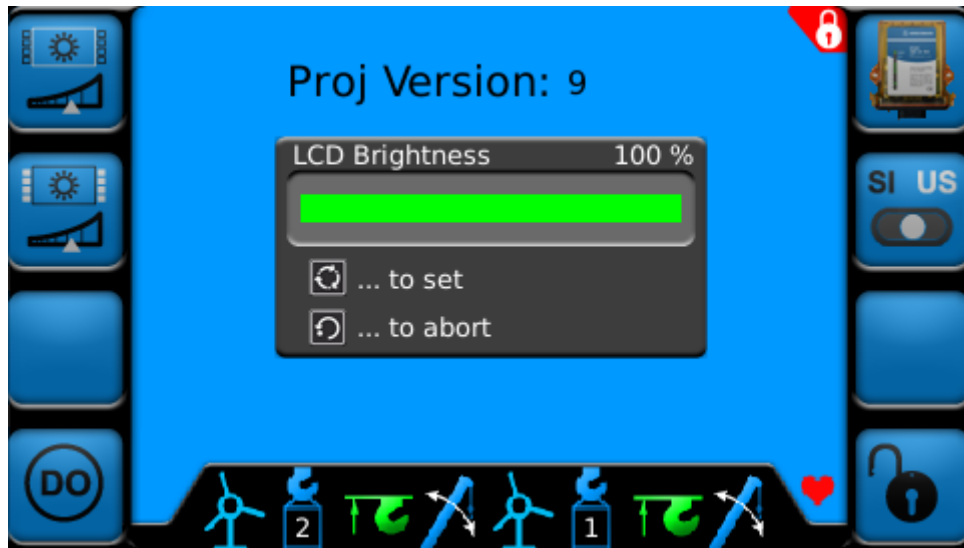 Proj Version: 9
LCD Brightness 100 %
SI US
... to set
... to abort
DO
2
1